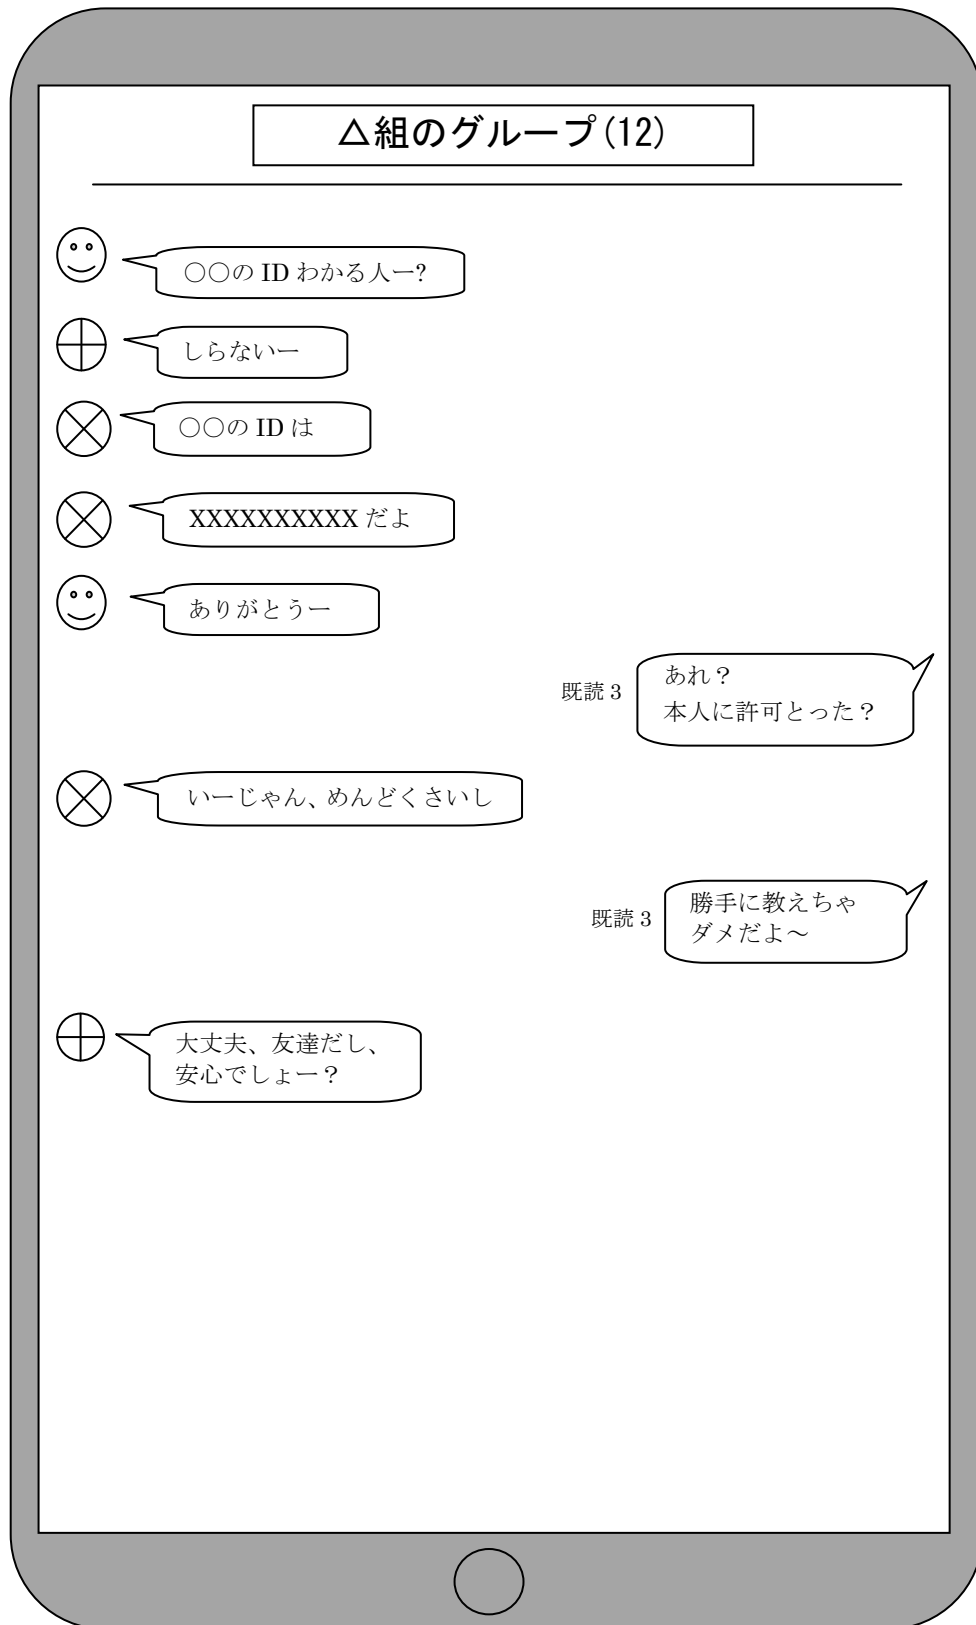 △組のグループ(12)
〇〇の ID わかる人ー?
しらないー
〇〇の ID は
XXXXXXXXXX だよ
ありがとうー
あれ？
本人に許可とった？
既読 3
いーじゃん、めんどくさいし
勝手に教えちゃ
ダメだよ～
既読 3
大丈夫、友達だし、
安心でしょー？